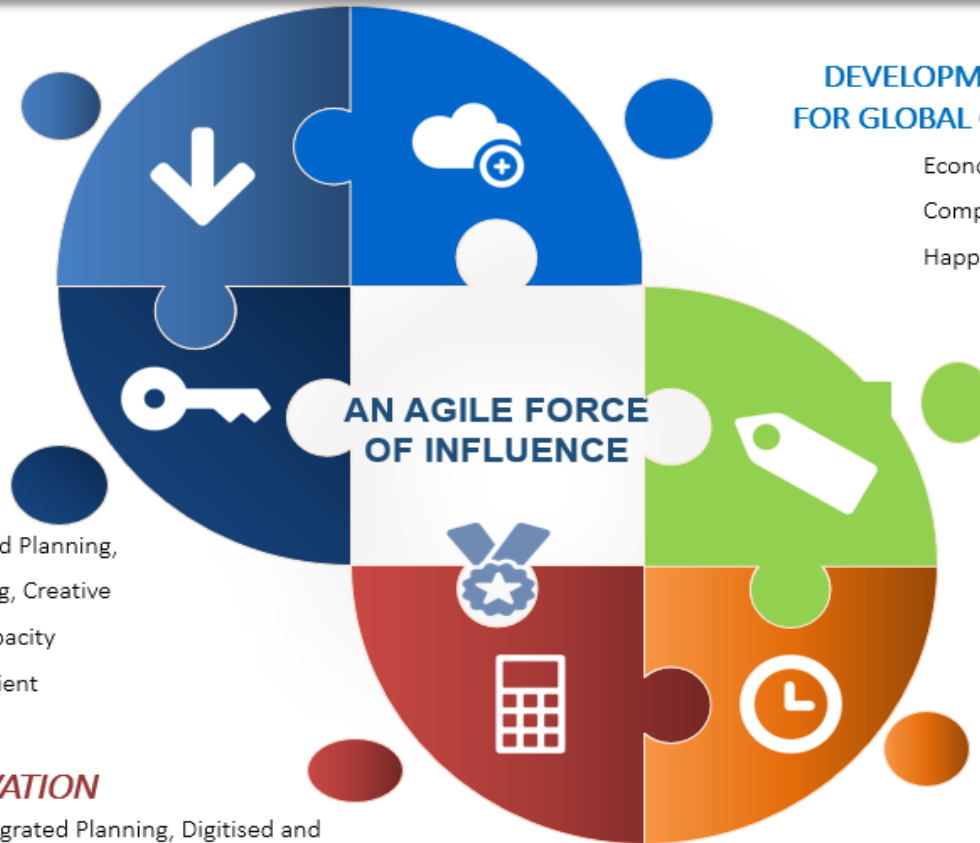 DEVELOPM
FOR GLOBAL
Econo
Comp
Happ
AN AGILE FORCE
OF INFLUENCE
d Planning,
g, Creative
pacity
ient
VATION
grated Planning, Digitised and